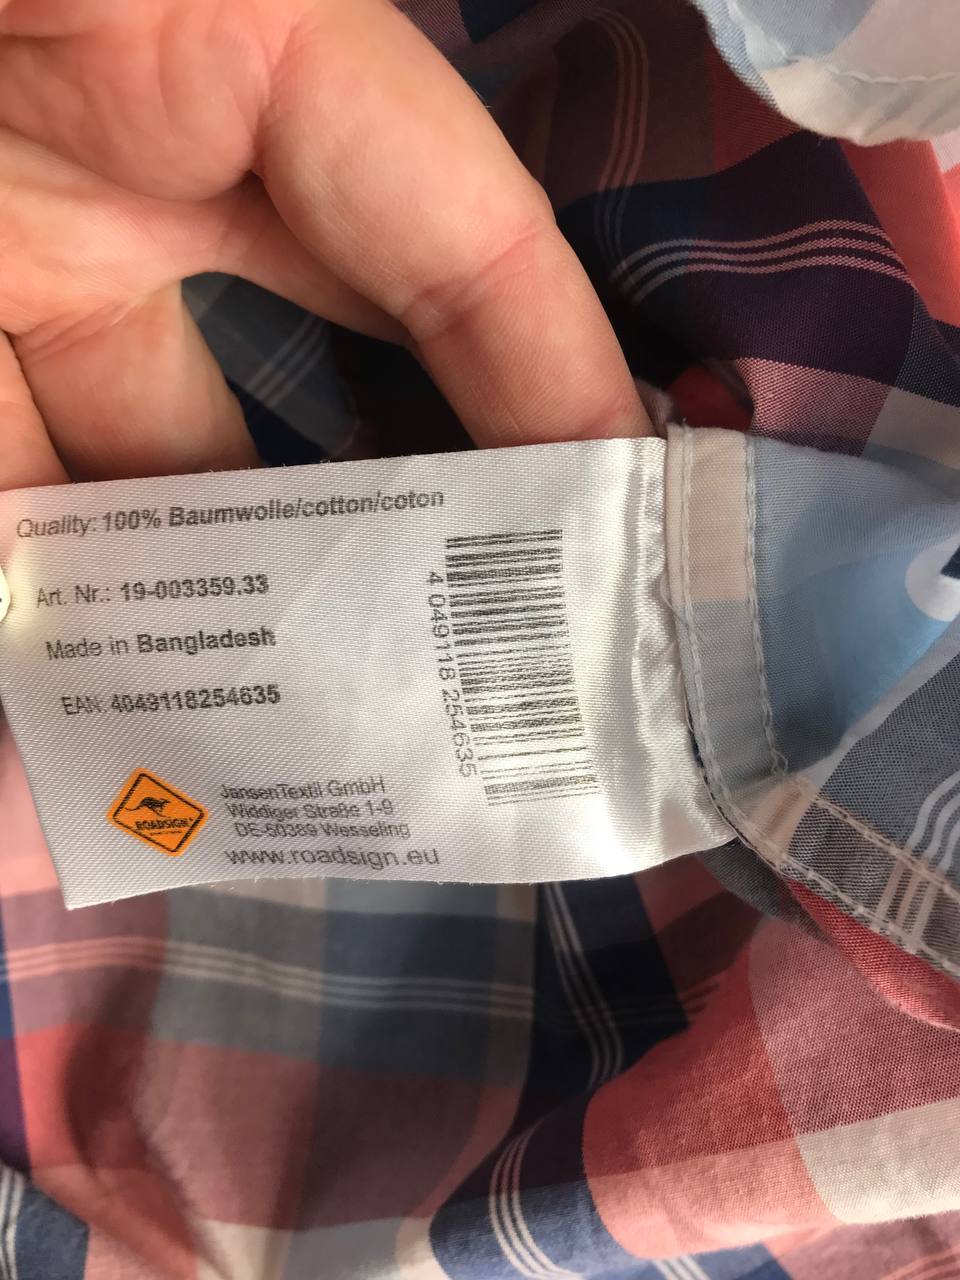 Quality: 100% Baumwolle/cotton/coton
Art. Nr.: 19-003359.33
Made in Bangladesh
EAN: 4049118254635
4 049118 254635
ROADSIGN
JansenTextil GmbH
Widdiger Straße 1-9
DE-50389 Wesseling
www.roadsign.eu